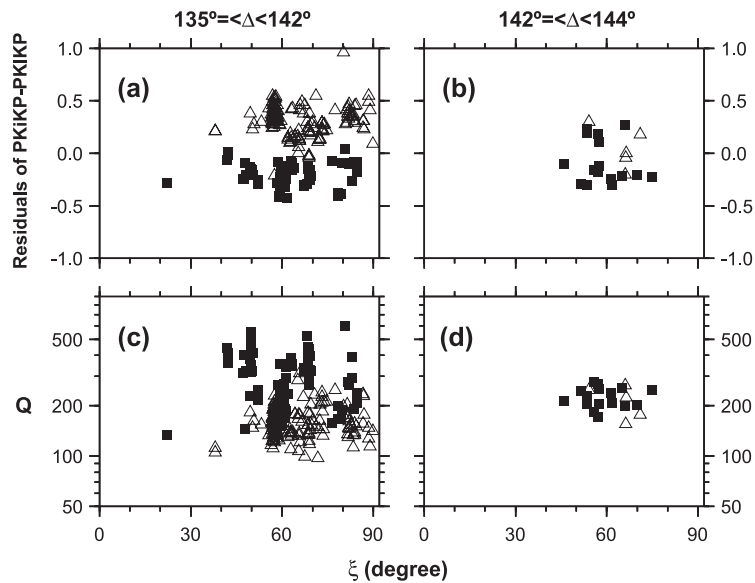 135º=<Δ<142º 142º=<Δ<144º
Residuals of PKiKP-PKIKP
1.0 0.5 0.0 -0.5 -1.0
(a)
(b)
1.0 0.5 0.0 -0.5 -1.0
Q
500 200 100 50
(c)
(d)
500 200 100 50
0 30 60 90 0 30 60 90
ξ (degree)